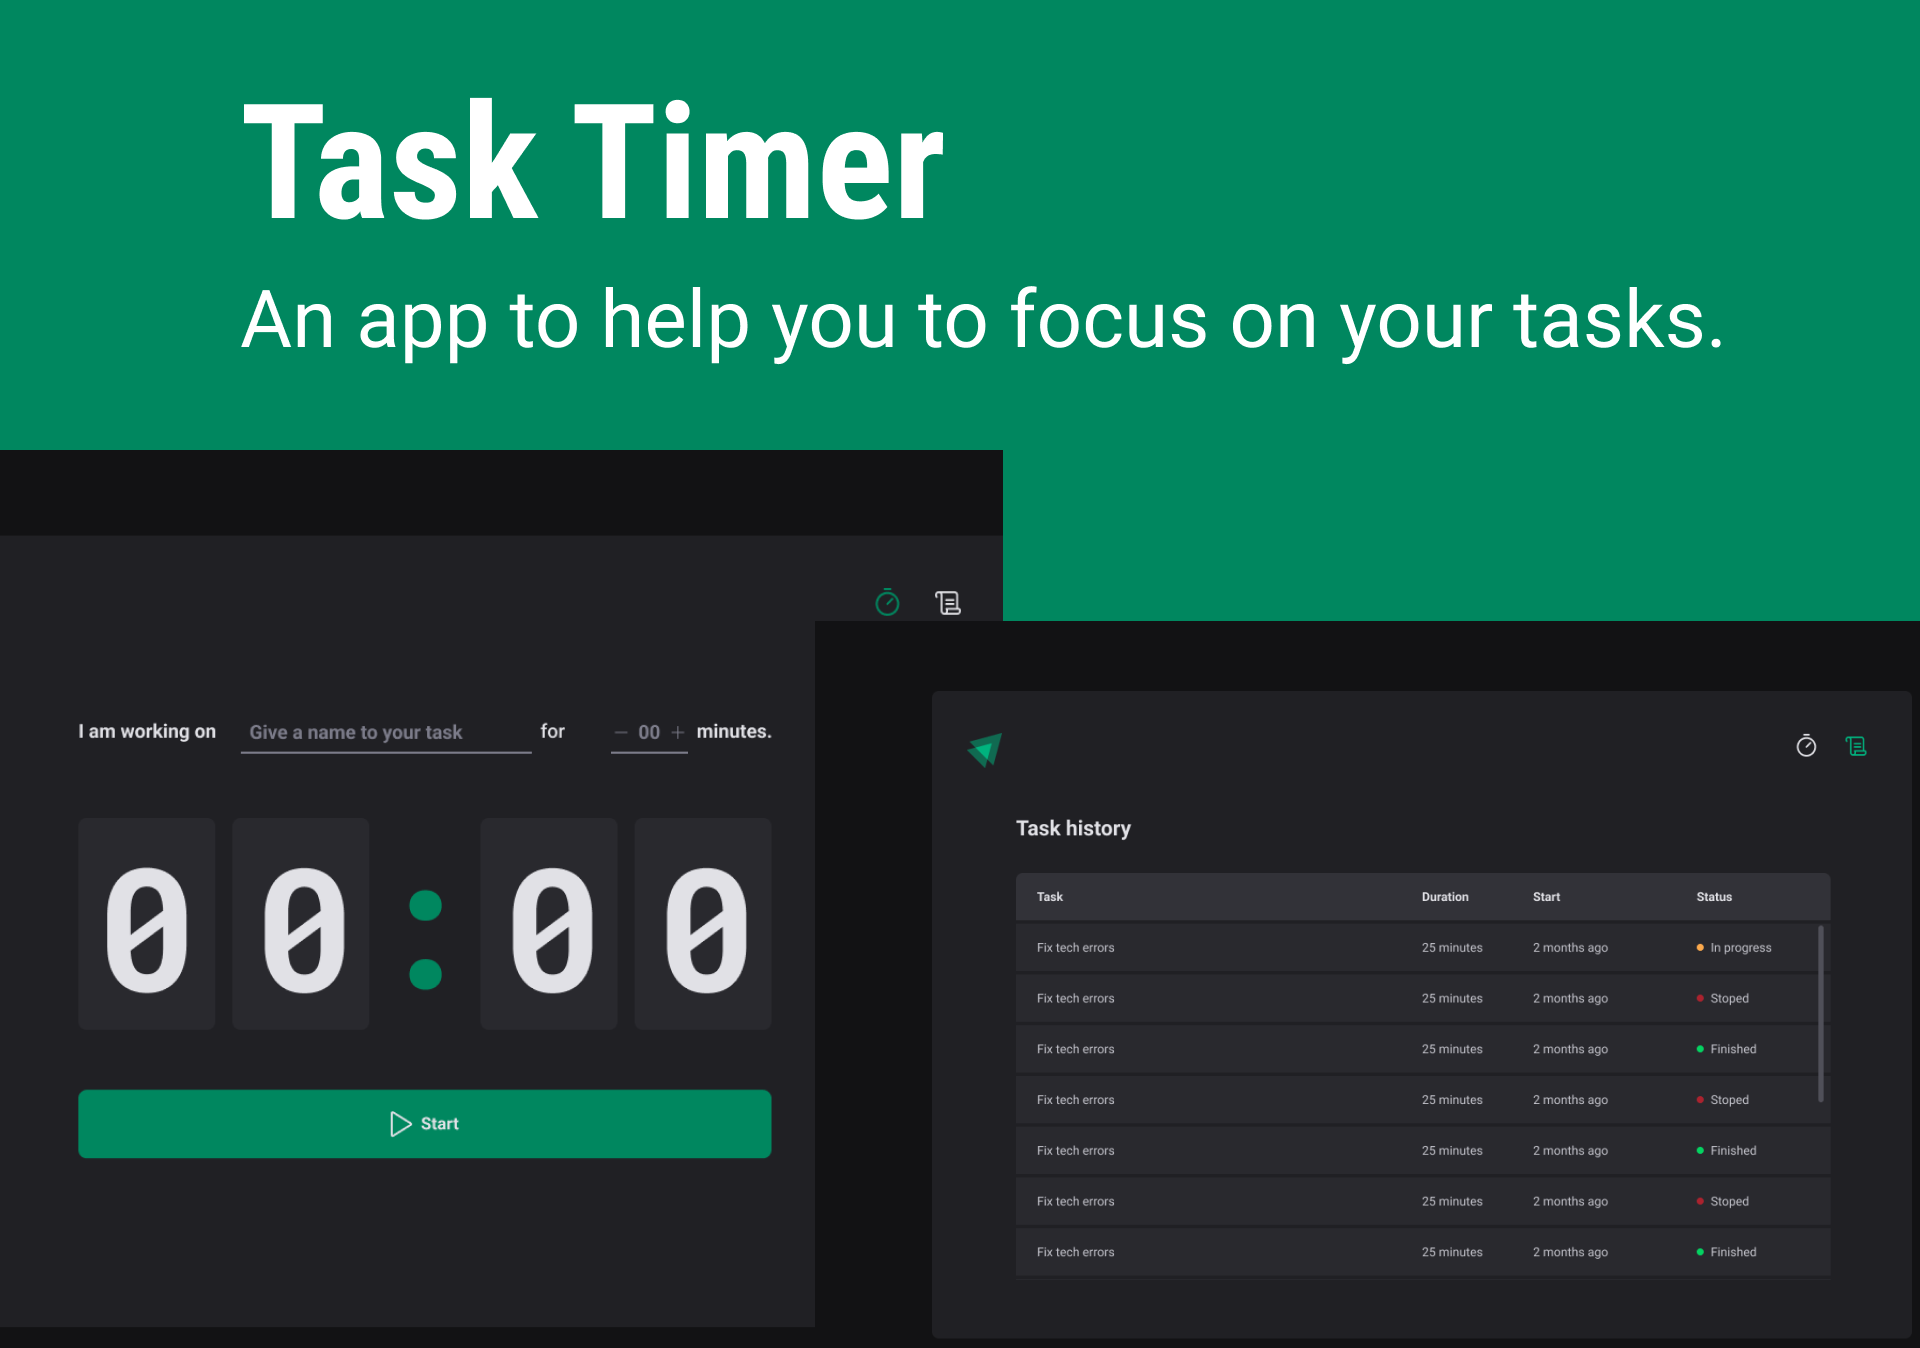 Task Timer
An app to help you to focus on your tasks.
I am working on Give a name to your task for − 00 + minutes.
00:00
Start
Task history
Task Duration Start Status
Fix tech errors 25 minutes 2 months ago In progress
Fix tech errors 25 minutes 2 months ago Stoped
Fix tech errors 25 minutes 2 months ago Finished
Fix tech errors 25 minutes 2 months ago Stoped
Fix tech errors 25 minutes 2 months ago Finished
Fix tech errors 25 minutes 2 months ago Stoped
Fix tech errors 25 minutes 2 months ago Finished